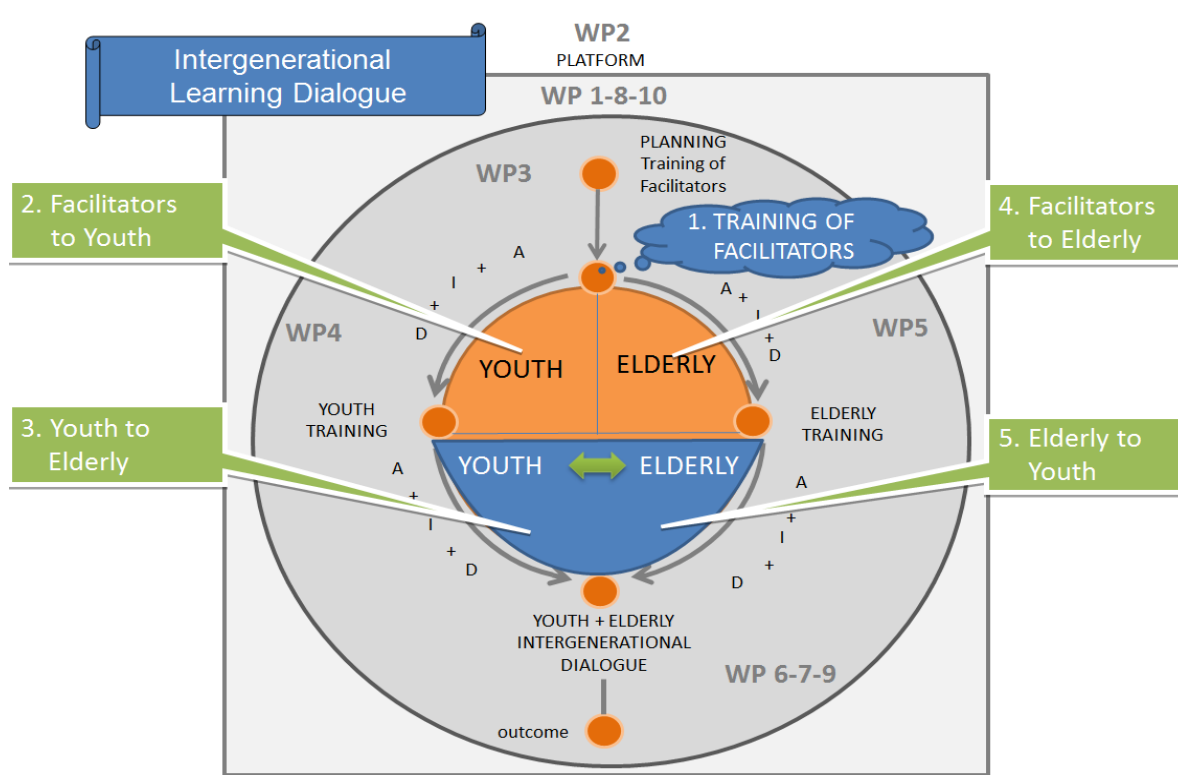 WP2
PLATFORM
Intergenerational
Learning Dialogue
WP 1-8-10
PLANNING
Training of
Facilitators
WP3
2. Facilitators
to Youth
1. TRAINING OF
FACILITATORS
4. Facilitators
to Elderly
A
+
I
+
D
A
+
I
+
D
WP4
WP5
YOUTH
ELDERLY
YOUTH
TRAINING
ELDERLY
TRAINING
3. Youth to
Elderly
YOUTH
ELDERLY
5. Elderly to
Youth
A
+
I
+
D
A
+
I
+
D
YOUTH + ELDERLY
INTERGENERATIONAL
DIALOGUE
WP 6-7-9
outcome